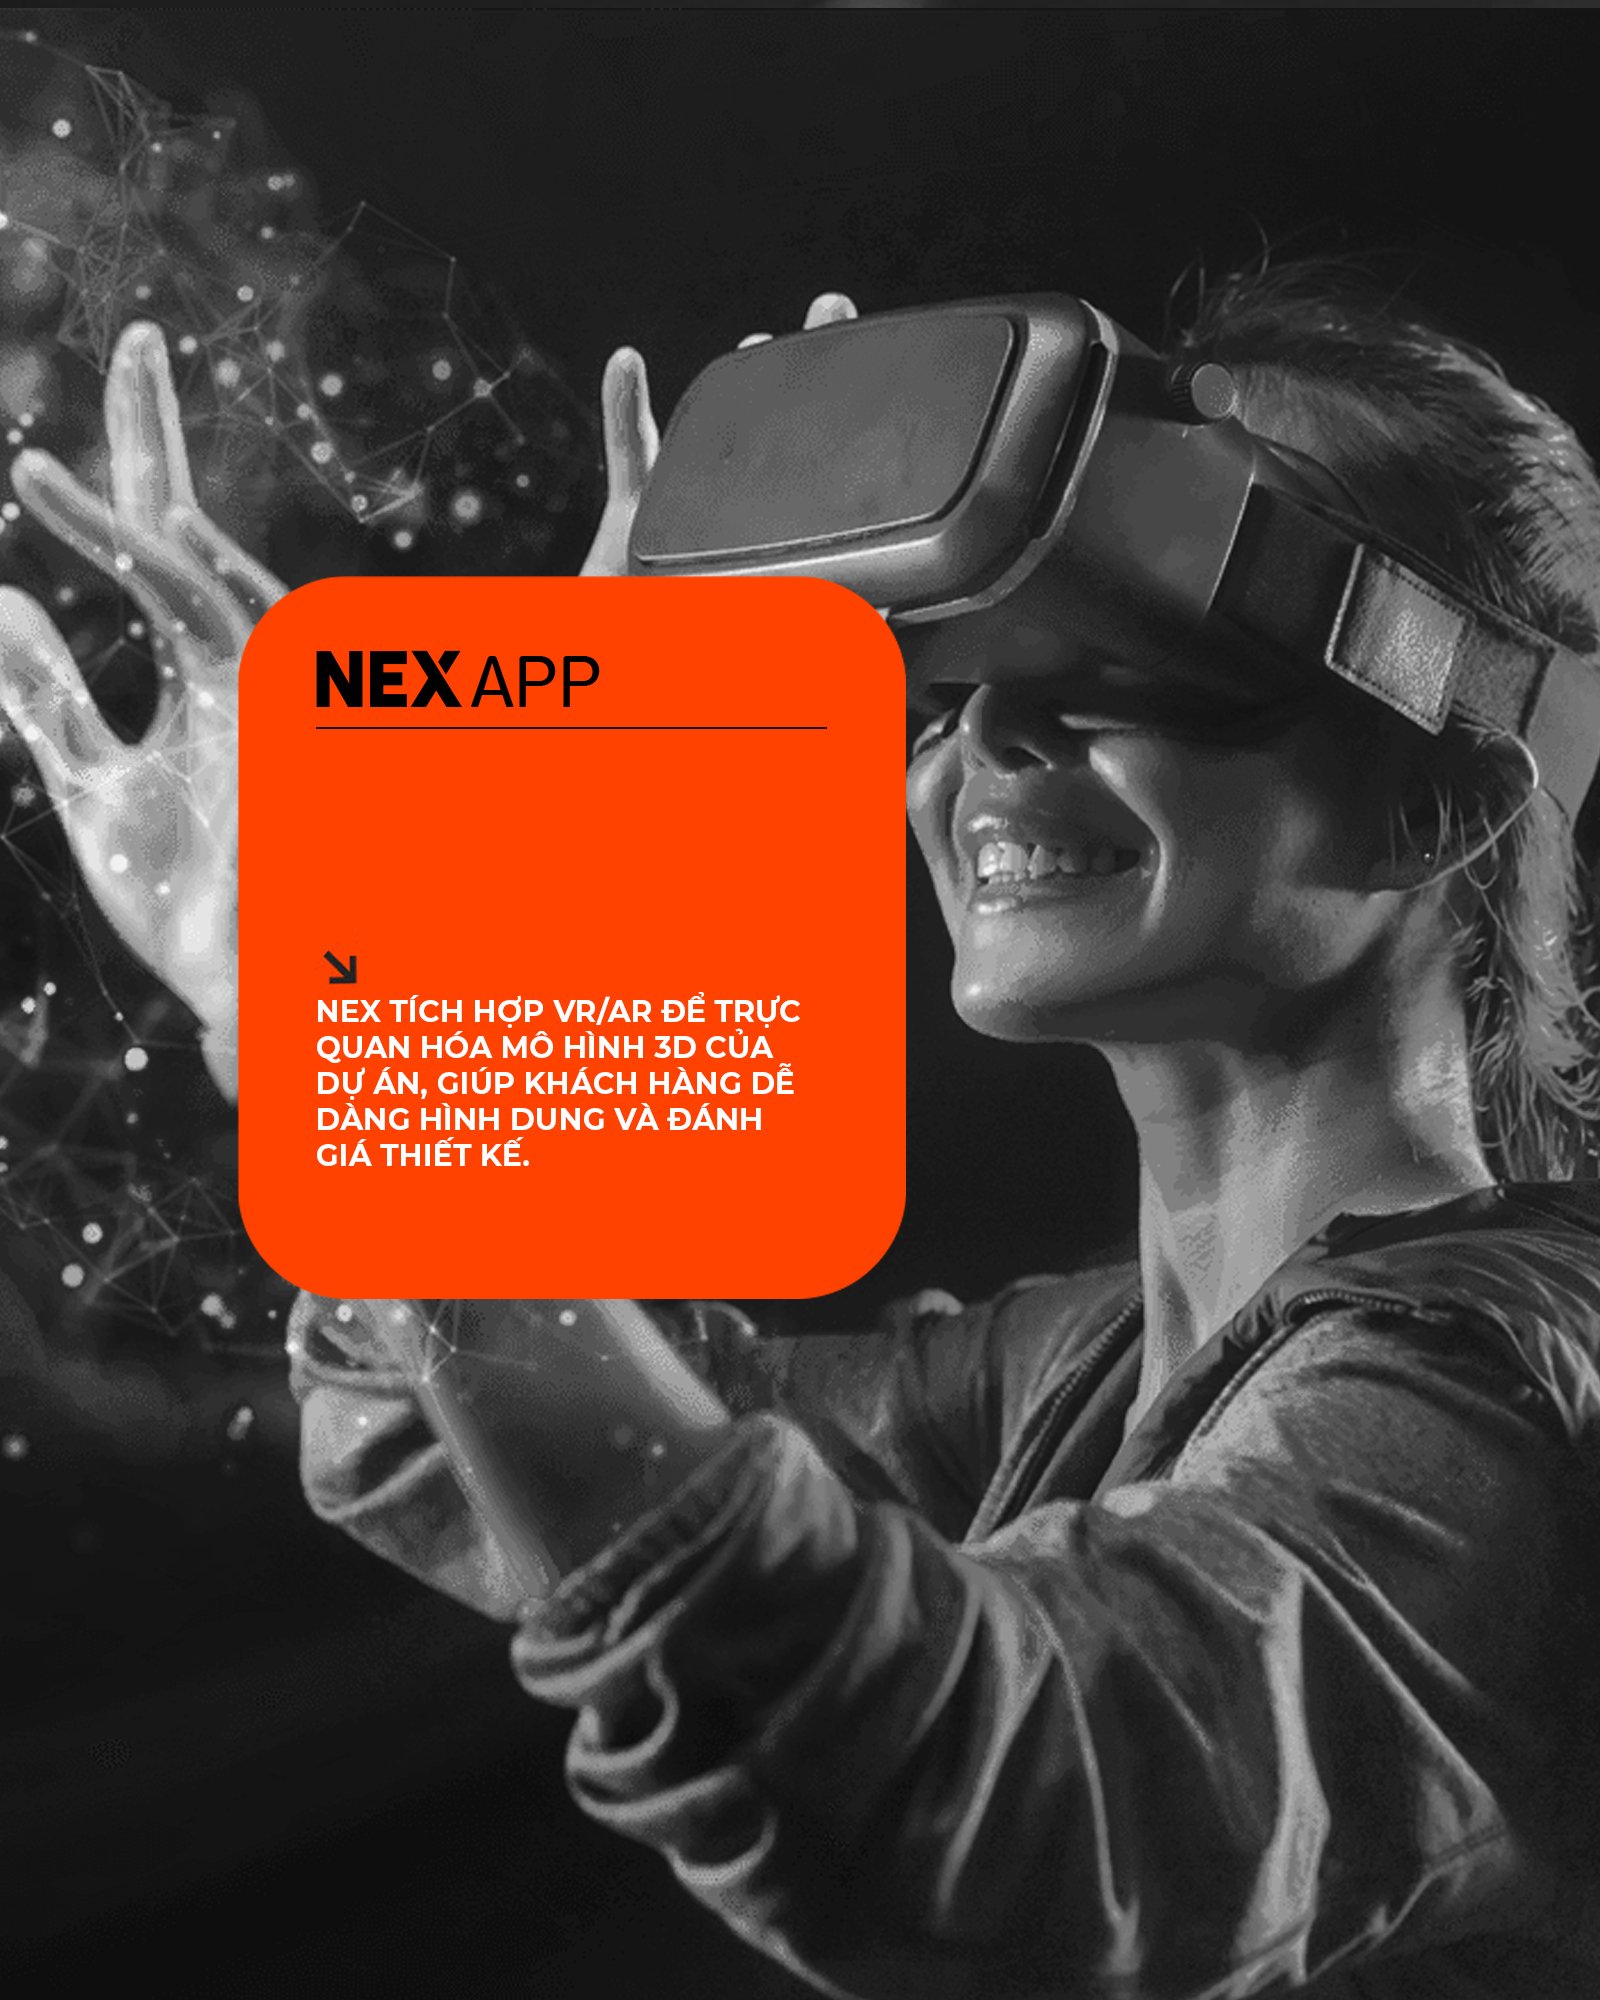 NEX APP
NEX TÍCH HỢP VR/AR ĐỂ TRỰC
QUAN HÓA MÔ HÌNH 3D CỦA
DỰ ÁN, GIÚP KHÁCH HÀNG DỄ
DÀNG HÌNH DUNG VÀ ĐÁNH
GIÁ THIẾT KẾ.